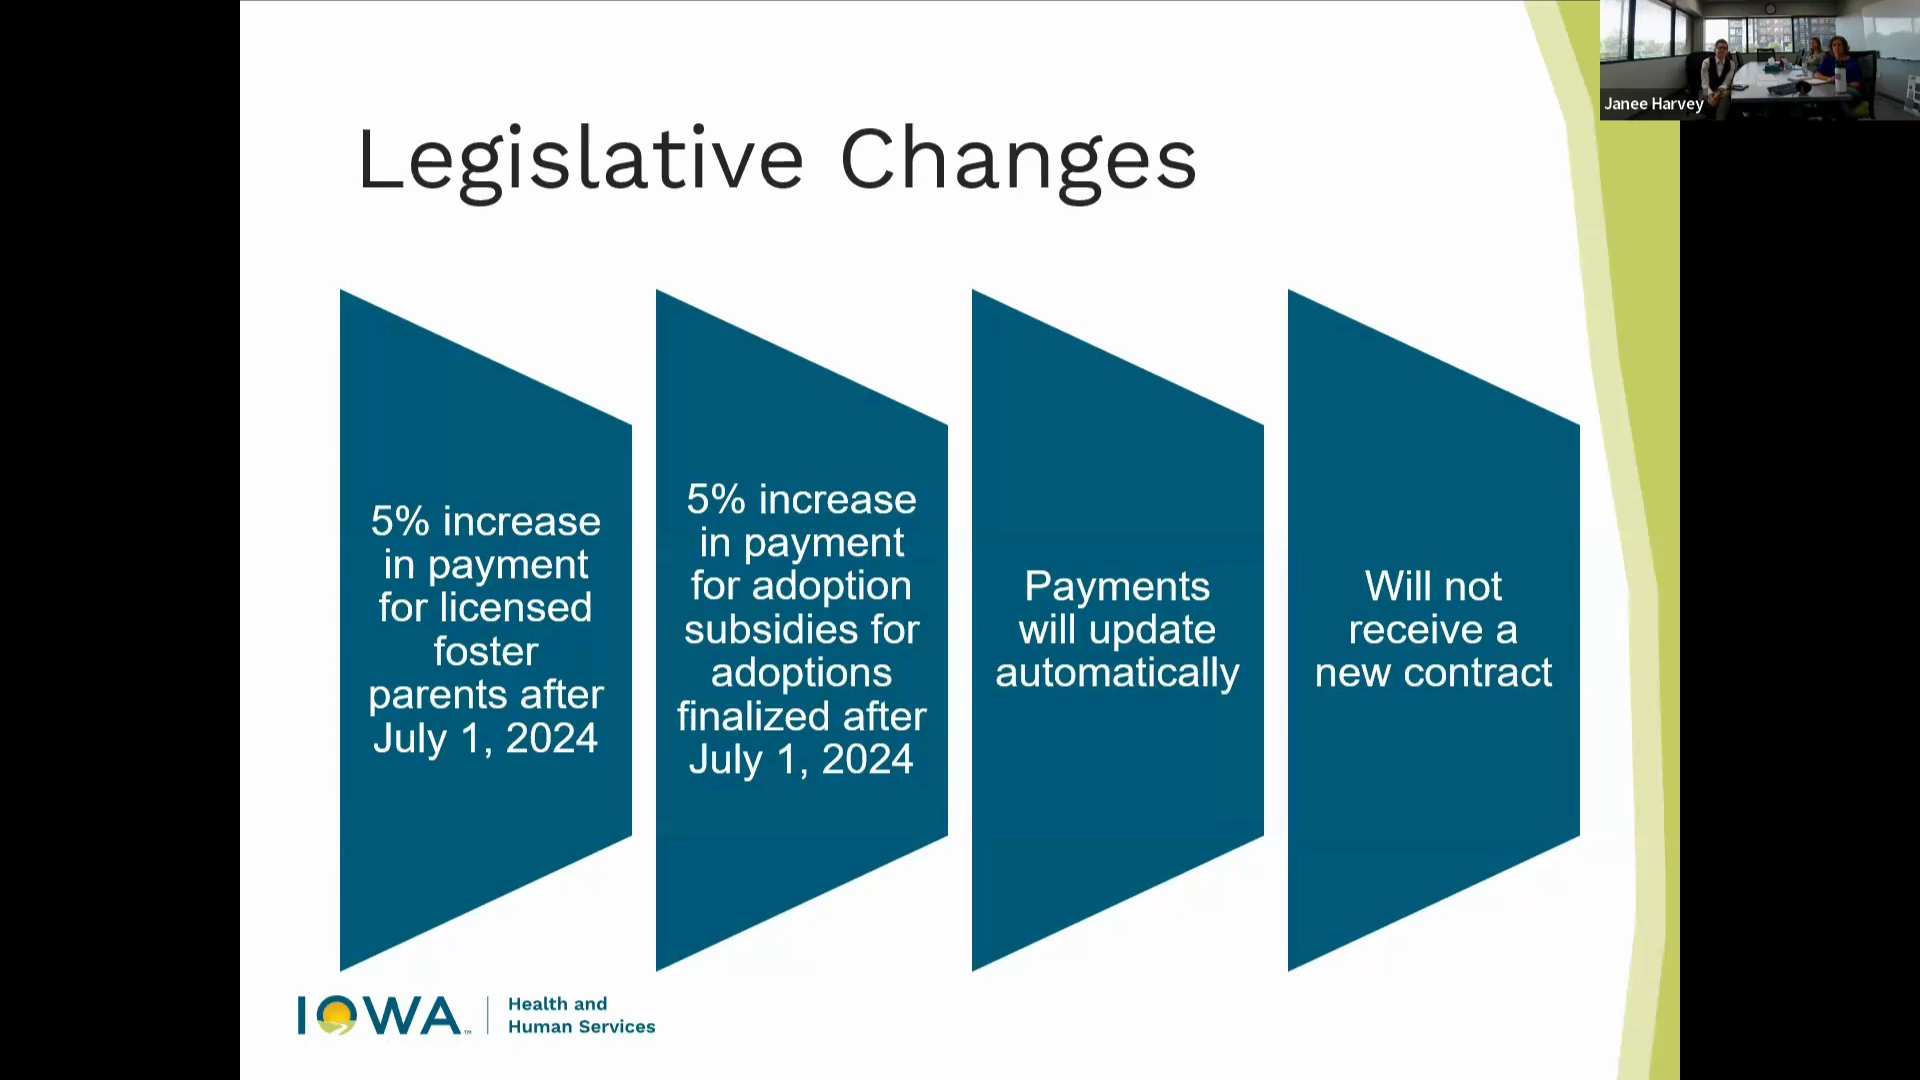 Janee Harvey
Legislative Changes
5% increase
in payment
for licensed
foster
parents after
July 1, 2024
5% increase
in payment
for adoption
subsidies for
adoptions
finalized after
July 1, 2024
Payments
will update
automatically
Will not
receive a
new contract
IOWA™
Health and
Human Services